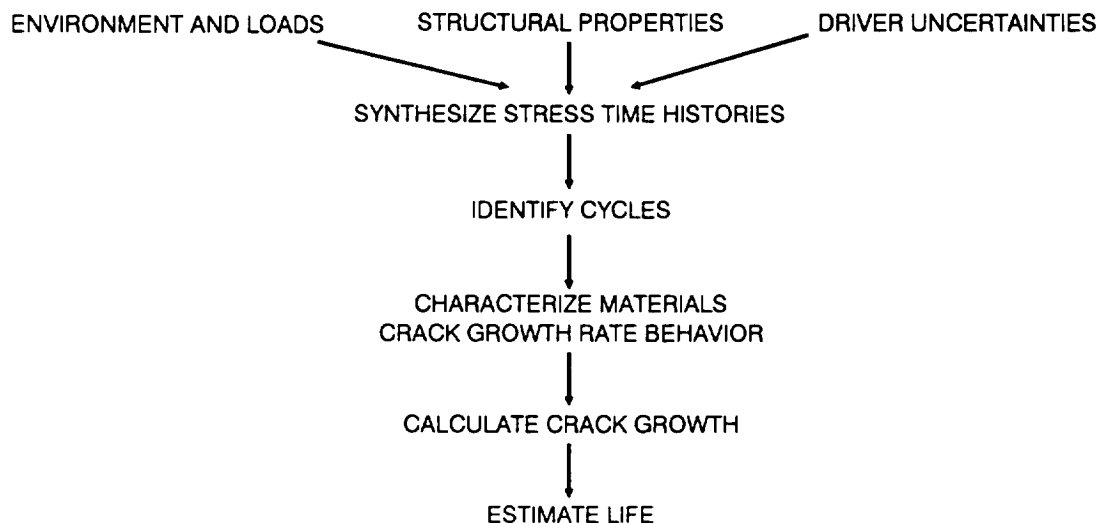 ENVIRONMENT AND LOADS
STRUCTURAL PROPERTIES
DRIVER UNCERTAINTIES
SYNTHESIZE STRESS TIME HISTORIES
IDENTIFY CYCLES
CHARACTERIZE MATERIALS
CRACK GROWTH RATE BEHAVIOR
CALCULATE CRACK GROWTH
ESTIMATE LIFE